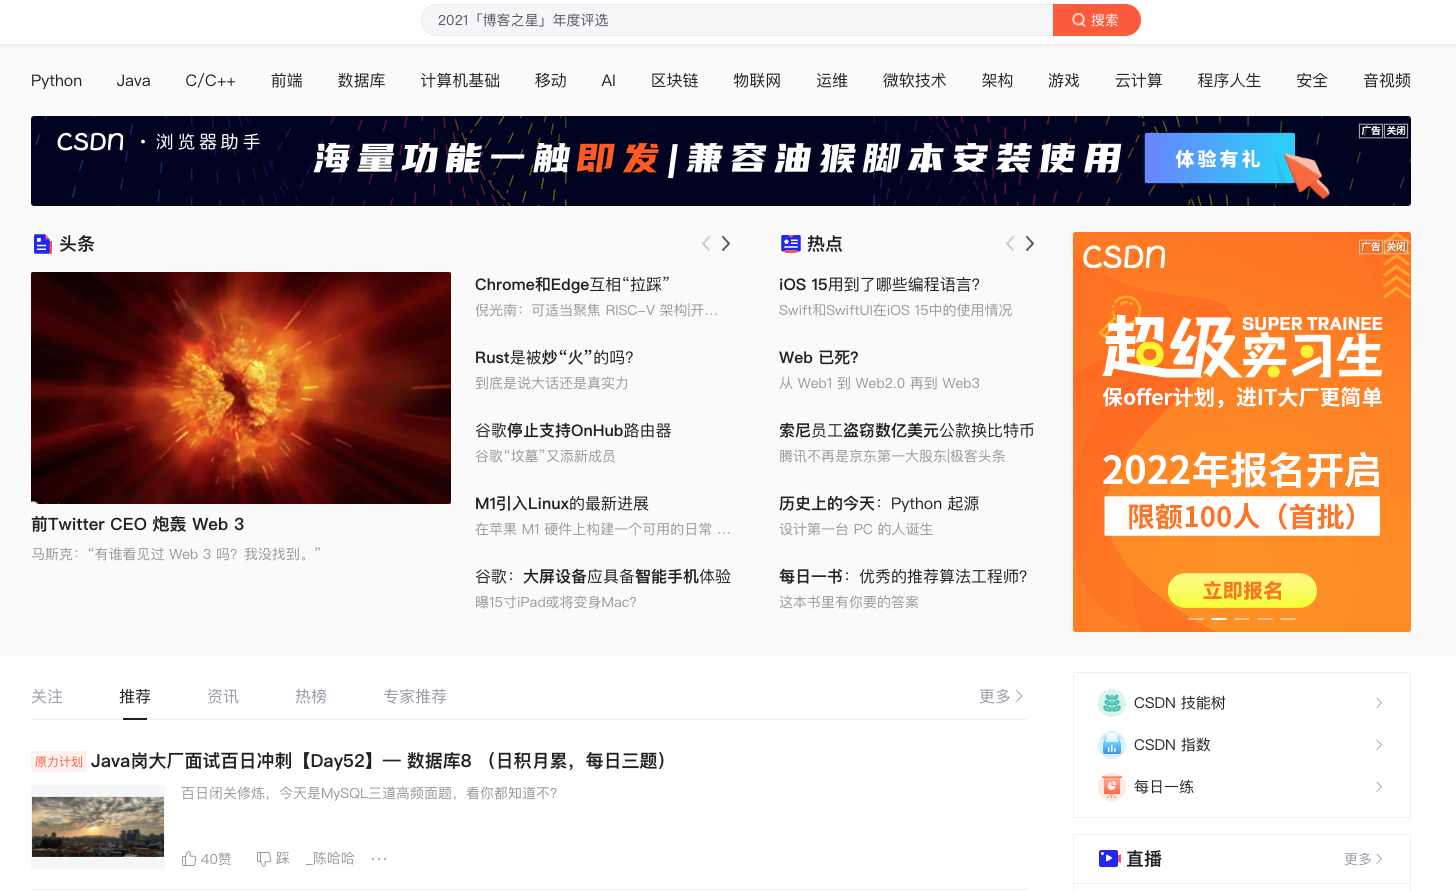 2021「博客之星」年度评选
搜索
Python Java C/C++ 前端 数据库 计算机基础 移动 AI 区块链 物联网 运维 微软技术 架构 游戏 云计算 程序人生 安全 音视频
CSDN · 浏览器助手
海量功能一触即发|兼容油猴脚本安装使用
体验有礼
广告 关闭
头条
前Twitter CEO 炮轰 Web 3
马斯克：“有谁看见过 Web 3 吗？我没找到。”
Chrome和Edge互相“拉踩”
倪光南：可适当聚焦 RISC-V 架构|开...
Rust是被炒“火”的吗？
到底是说大话还是真实力
谷歌停止支持OnHub路由器
谷歌“坟墓”又添新成员
M1引入Linux的最新进展
在苹果 M1 硬件上构建一个可用的日常 ...
谷歌：大屏设备应具备智能手机体验
曝15寸iPad或将变身Mac？
热点
iOS 15用到了哪些编程语言？
Swift和SwiftUI在iOS 15中的使用情况
Web 已死？
从 Web1 到 Web2.0 再到 Web3
索尼员工盗窃数亿美元公款换比特币
腾讯不再是京东第一大股东|极客头条
历史上的今天：Python 起源
设计第一台 PC 的人诞生
每日一书：优秀的推荐算法工程师？
这本书里有你要的答案
CSDN
广告 关闭
超级实习生
SUPER TRAINEE
保offer计划，进IT大厂更简单
2022年报名开启
限额100人（首批）
立即报名
关注 推荐 资讯 热榜 专家推荐 更多
原力计划 Java岗大厂面试百日冲刺【Day52】— 数据库8 （日积月累，每日三题）
百日闭关修炼，今天是MySQL三道高频面题，看你都知道不？
40赞 踩 _陈哈哈 ···
CSDN 技能树
CSDN 指数
每日一练
直播 更多